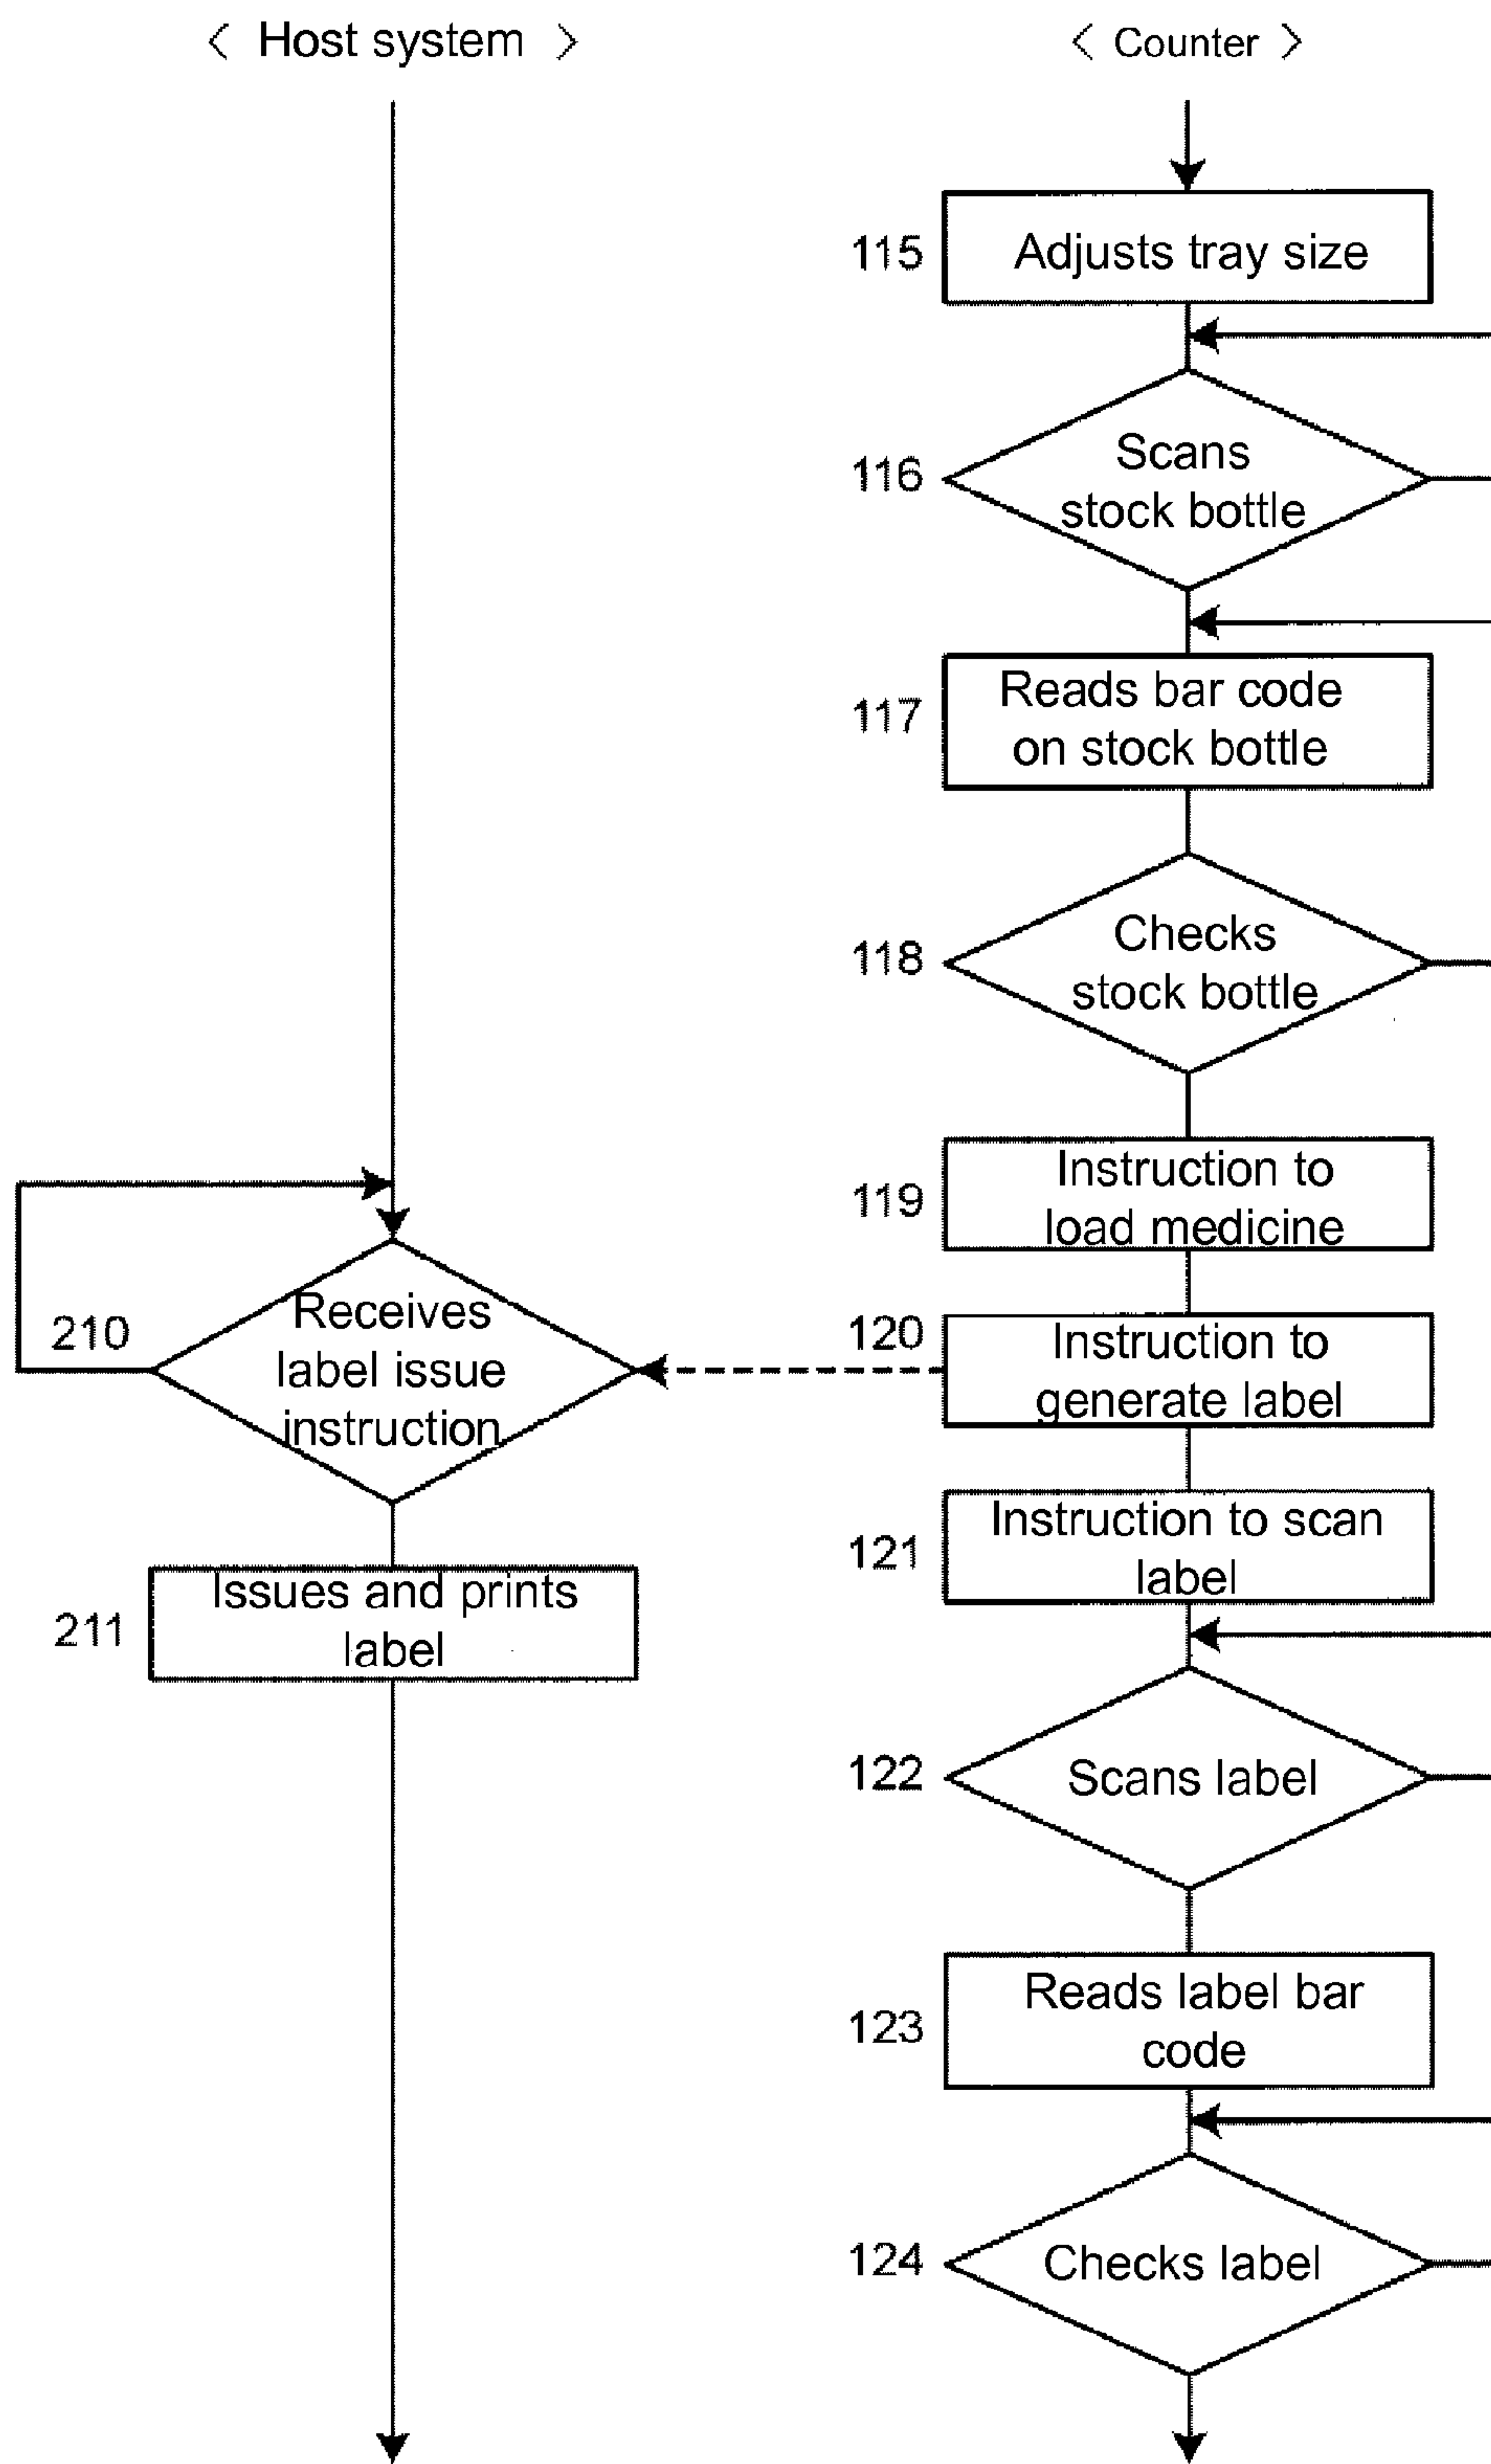 < Host system >
< Counter >
115
Adjusts tray size
116
Scans
stock bottle
117
Reads bar code
on stock bottle
118
Checks
stock bottle
119
Instruction to
load medicine
210
Receives
label issue
instruction
120
Instruction to
generate label
121
Instruction to scan
label
211
Issues and prints
label
122
Scans label
123
Reads label bar
code
124
Checks label